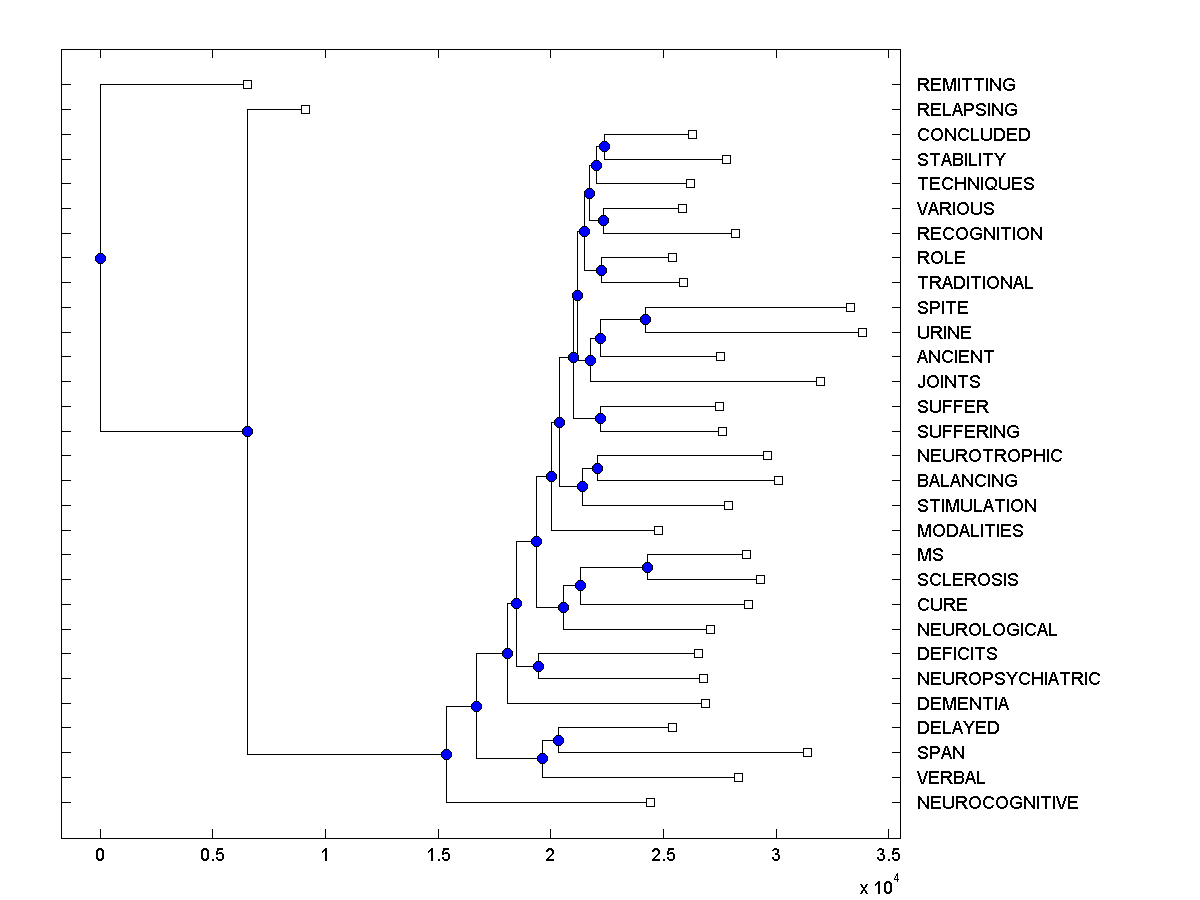 REMITTING
RELAPSING
CONCLUDED
STABILITY
TECHNIQUES
VARIOUS
RECOGNITION
ROLE
TRADITIONAL
SPITE
URINE
ANCIENT
JOINTS
SUFFER
SUFFERING
NEUROTROPHIC
BALANCING
STIMULATION
MODALITIES
MS
SCLEROSIS
CURE
NEUROLOGICAL
DEFICITS
NEUROPSYCHIATRIC
DEMENTIA
DELAYED
SPAN
VERBAL
NEUROCOGNITIVE
0 0.5 1 1.5 2 2.5 3 3.5
x 10^4